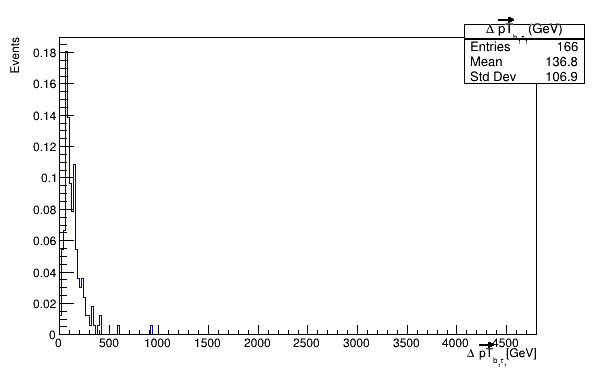 Δ pT b₁τ₁ (GeV)
Entries 166
Mean 136.8
Std Dev 106.9
Events
0.18
0.16
0.14
0.12
0.1
0.08
0.06
0.04
0.02
0
0 500 1000 1500 2000 2500 3000 3500 4000 4500
Δ pT b₁τ₁ [GeV]